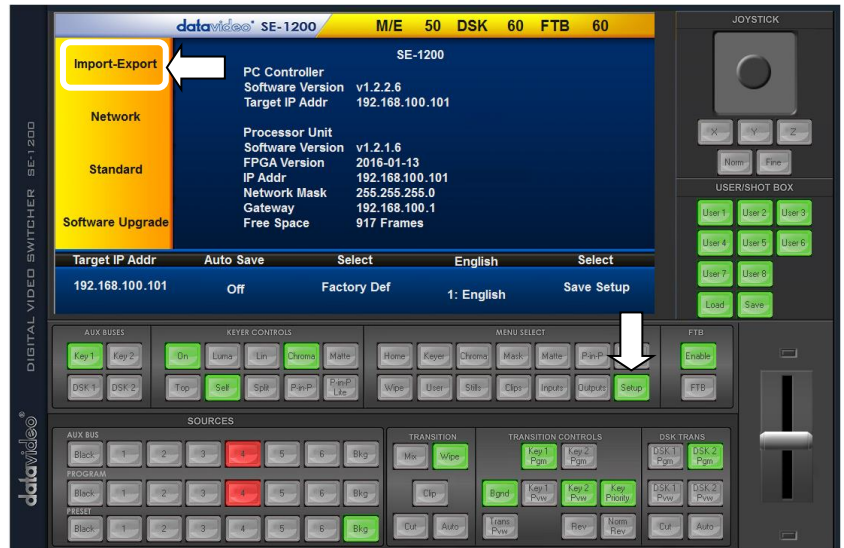 datavideo® SE-1200 M/E 50 DSK 60 FTB 60
Import-Export
Network
Standard
Software Upgrade
SE-1200
PC Controller
Software Version v1.2.2.6
Target IP Addr 192.168.100.101
Processor Unit
Software Version v1.2.1.6
FPGA Version 2016-01-13
IP Addr 192.168.100.101
Network Mask 255.255.255.0
Gateway 192.168.100.1
Free Space 917 Frames
Target IP Addr Auto Save Select English Select
192.168.100.101 Off Factory Def 1: English Save Setup
JOYSTICK
X Y Z
Norm Fine
USER/SHOT BOX
User 1 User 2 User 3
User 4 User 5 User 6
User 7 User 8
Load Save
DIGITAL VIDEO SWITCHER SE-1200
datavideo®
AUX BUSES
Key 1 Key 2
DSK 1 DSK 2
KEYER CONTROLS
On Luma Lin Chroma Matte
Top Self Split P-in-P P-in-P Lite
MENU SELECT
Home Keyer Chroma Mask Matte P-in-P
Wipe User Stills Clips Inputs Outputs Setup
FTB
Enable
FTB
SOURCES
AUX BUS
Black 1 2 3 4 5 6 Bkg
PROGRAM
Black 1 2 3 4 5 6 Bkg
PRESET
Black 1 2 3 4 5 6 Bkg
TRANSITION
Mix Wipe
Clip
Cut Auto
TRANSITION CONTROLS
Key 1 Pgm Key 2 Pgm
Bgnd Key 1 Pvw Key 2 Pvw Key Priority
Trans Pvw Rev Norm Rev
DSK TRANS
DSK 1 Pgm DSK 2 Pgm
DSK 1 Pvw DSK 2 Pvw
Cut Auto